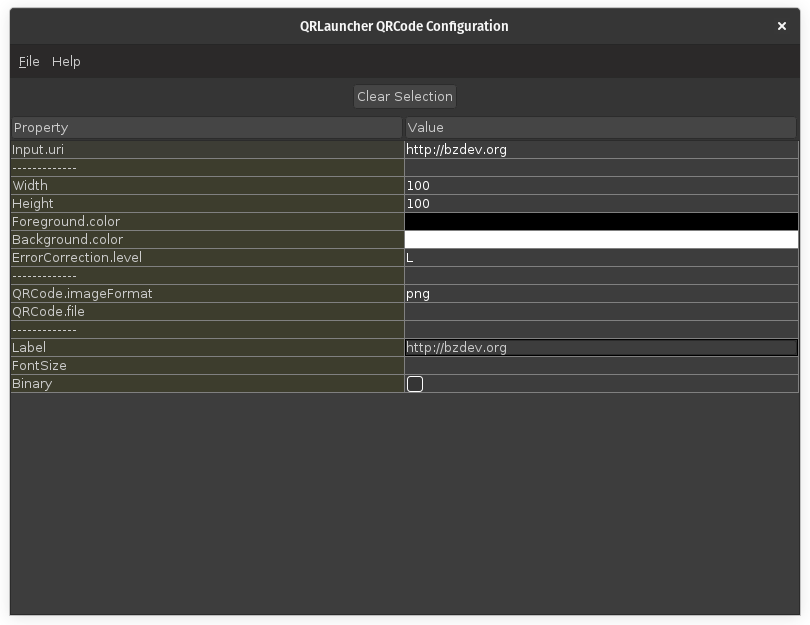 QRLauncher QRCode Configuration
File Help
Clear Selection
Property Value
Input.uri http://bzdev.org
-------------
Width 100
Height 100
Foreground.color
Background.color
ErrorCorrection.level L
-------------
QRCode.imageFormat png
QRCode.file
-------------
Label http://bzdev.org
FontSize
Binary